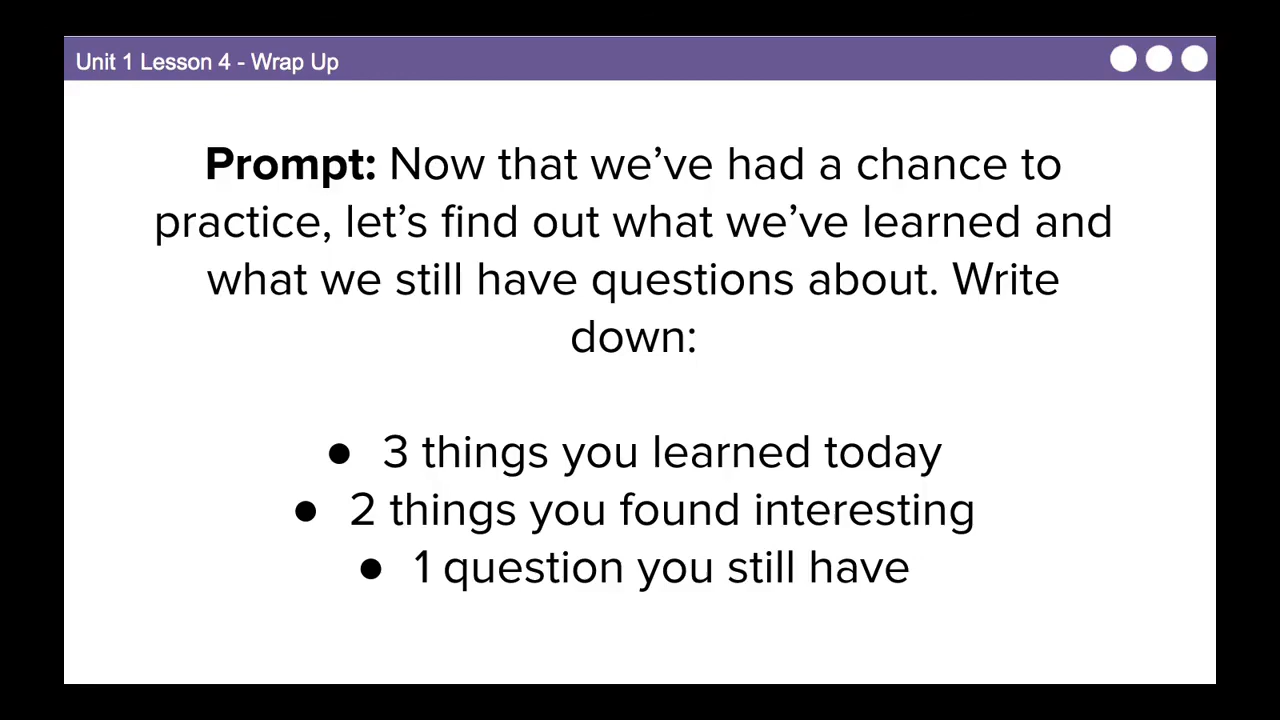 Unit 1 Lesson 4 - Wrap Up
Prompt: Now that we’ve had a chance to
practice, let’s find out what we’ve learned and
what we still have questions about. Write
down:
● 3 things you learned today
● 2 things you found interesting
● 1 question you still have